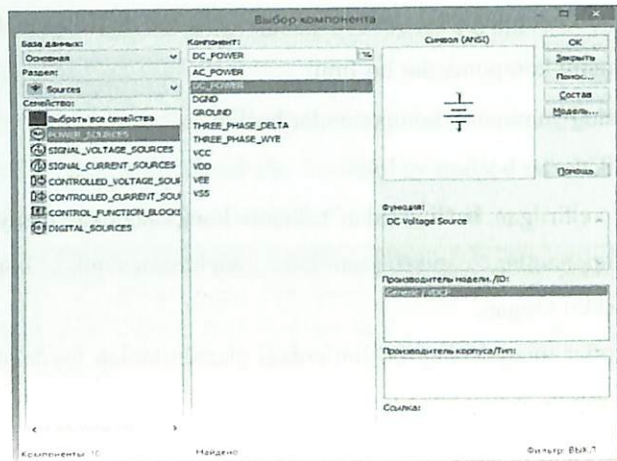 Выбор компонента
База данных:
Основная
Раздел:
Sources
Семейство:
Выбрать все семейства
POWER_SOURCES
SIGNAL_VOLTAGE_SOURCES
SIGNAL_CURRENT_SOURCES
CONTROLLED_VOLTAGE_SOU
CONTROLLED_CURRENT_SOU
CONTROL_FUNCTION_BLOCKS
DIGITAL_SOURCES
Компонент:
DC_POWER
AC_POWER
DC_POWER
DGND
GROUND
THREE_PHASE_DELTA
THREE_PHASE_WYE
VCC
VDD
VEE
VSS
Символ (ANSI)
Функция:
DC Voltage Source
Производитель модели./ID:
Производитель корпуса/Тип:
Ссылка:
OK
Закрыть
Поиск...
Состав
Модель...
Помощь
Компоненты: 10
Найдено:
Фильтр: ВЫКЛ